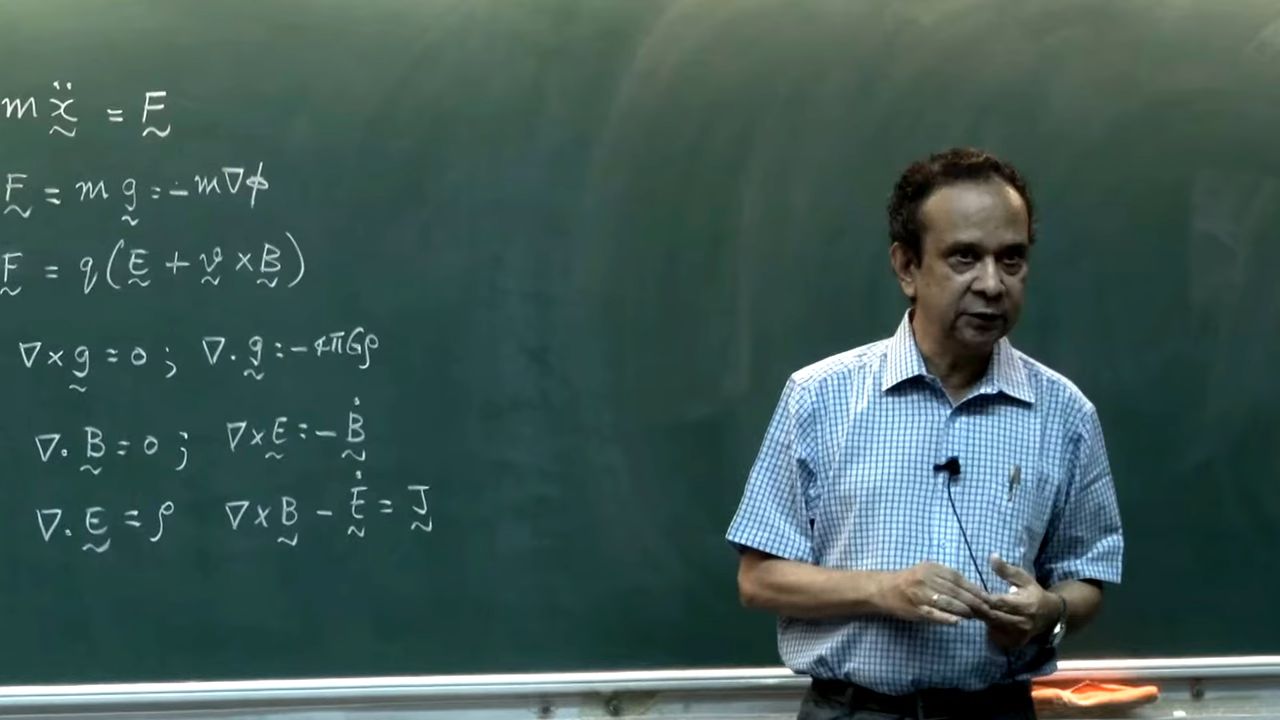 m ẍ = F
F = m g = - m∇ϕ
F = q(E + v × B)
∇ × g = 0 ; ∇. g = - 4πGρ
∇. B = 0 ; ∇ × E = - Ḃ
∇. E = ρ ∇ × B - Ė = J